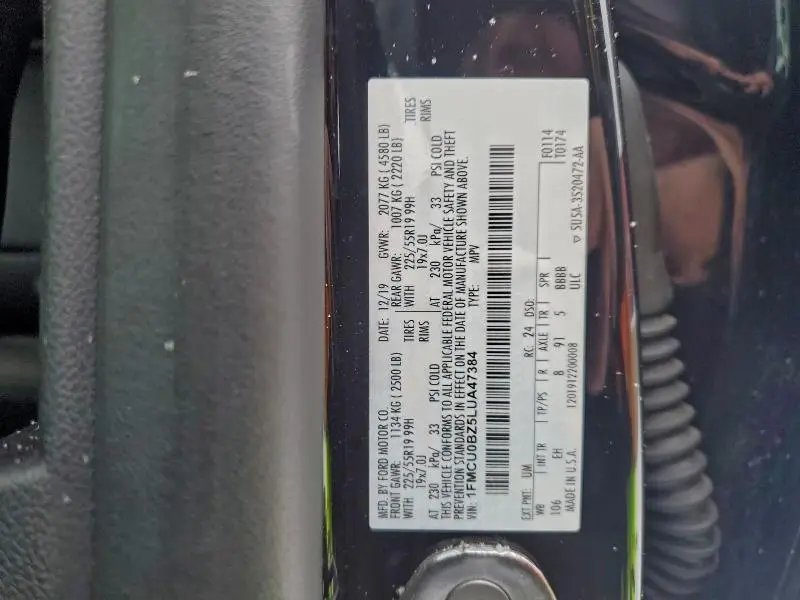 MFD. BY FORD MOTOR CO.
DATE: 12/19 GVWR: 2077 KG ( 4580 LB)
FRONT GAWR: 1134 KG ( 2500 LB) REAR GAWR: 1007 KG ( 2220 LB)
WITH 225/55R19 99H TIRES WITH 225/55R19 99H TIRES
19x7.0J RIMS 19x7.0J RIMS
AT 230 kPa/ 33 PSI COLD AT 230 kPa/ 33 PSI COLD
THIS VEHICLE CONFORMS TO ALL APPLICABLE FEDERAL MOTOR VEHICLE SAFETY AND THEFT
PREVENTION STANDARDS IN EFFECT ON THE DATE OF MANUFACTURE SHOWN ABOVE.
VIN: 1FMCU0BZ5LUA47384 TYPE: MPV
EXT PNT: UM RC: 24 DSO: F0114
WB INT TR TP/PS R AXLE TR SPR T0174
106 EH 8 91 5 BBBB
ULC
MADE IN U.S.A. 1201912200008 5U5A-3520472-AA